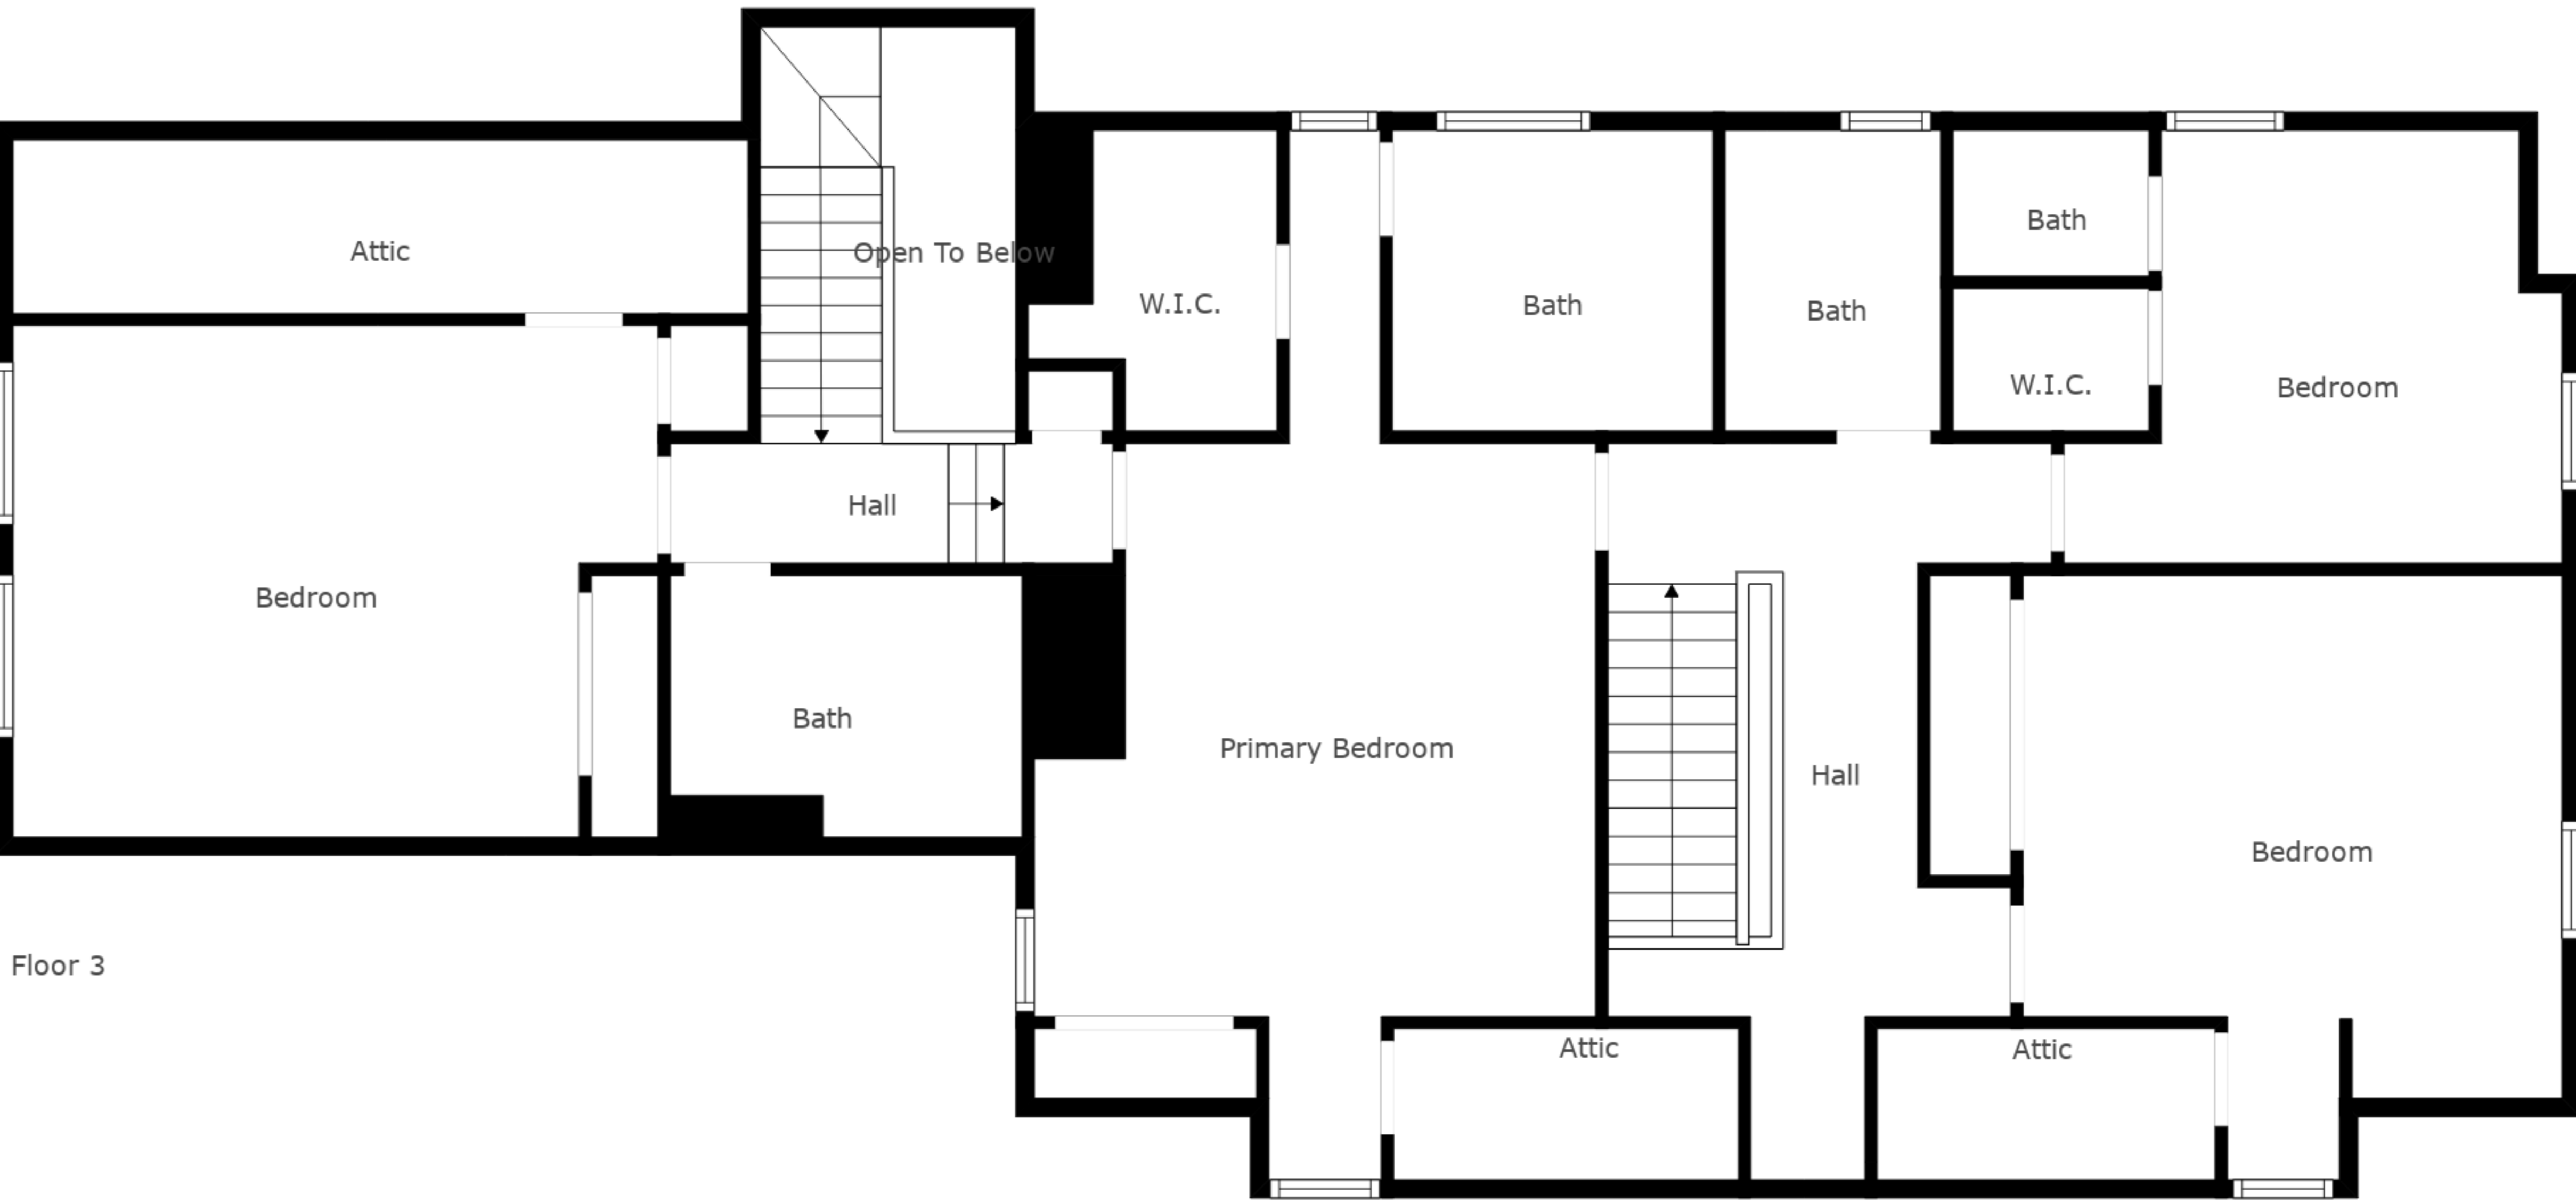 Attic
Open To Below
W.I.C.
Bath
Bath
Bath
W.I.C.
Bedroom
Hall
Bedroom
Bath
Primary Bedroom
Hall
Bedroom
Floor 3
Attic
Attic